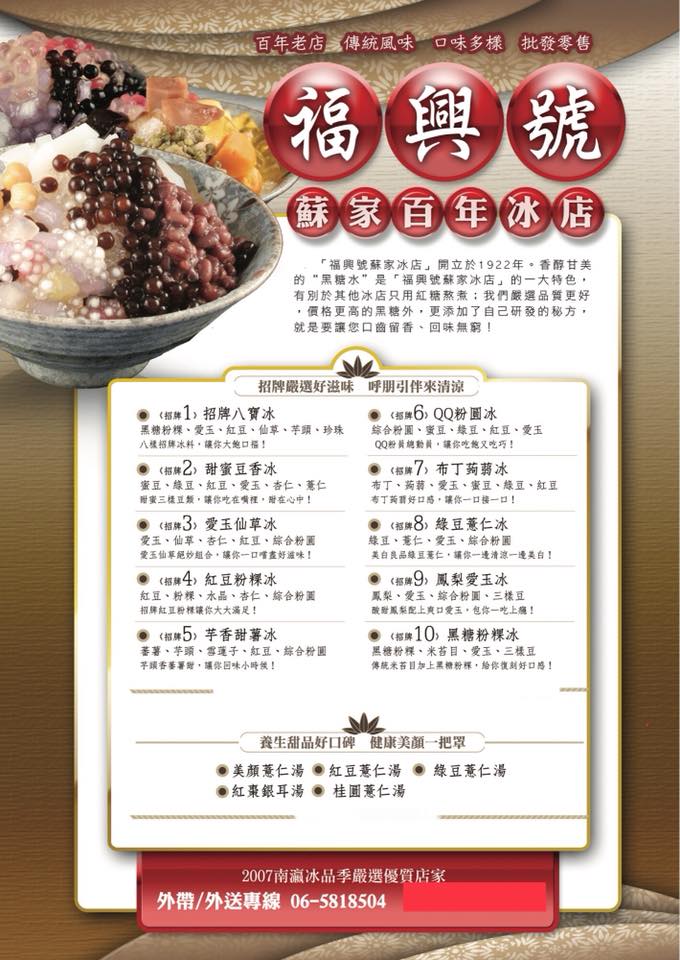 百年老店 傳統風味 口味多樣 批發零售
福興號
蘇家百年冰店
「福興號蘇家冰店」開立於1922年。香醇甘美
的“黑糖水”是「福興號蘇家冰店」的一大特色,
有別於其他冰店只用紅糖熬煮;我們嚴選品質更好
,價格更高的黑糖外,更添加了自己研發的秘方,
就是要讓您口齒留香、回味無窮!
招牌嚴選好滋味 呼朋引伴來清涼
(招牌1)招牌八寶冰
黑糖粉粿、愛玉、紅豆、仙草、芋頭、珍珠
八樣招牌冰料,讓你大飽口福!
(招牌2)甜蜜豆香冰
蜜豆、綠豆、紅豆、愛玉、杏仁、薏仁
甜蜜三樣豆類,讓你吃在嘴裡,甜在心中!
(招牌3)愛玉仙草冰
愛玉、仙草、杏仁、紅豆、綜合粉圓
愛玉仙草絕妙組合,讓你一口嚐盡好滋味!
(招牌4)紅豆粉粿冰
紅豆、粉粿、水晶、杏仁、綜合粉圓
招牌紅豆粉粿讓你大大滿足!
(招牌5)芋香甜薯冰
蕃薯、芋頭、雪蓮子、紅豆、綜合粉圓
芋頭香蕃薯甜,讓你回味小時候!
(招牌6)QQ粉圓冰
綜合粉圓、蜜豆、綠豆、紅豆、愛玉
QQ粉員總動員,讓你吃飽又吃巧!
(招牌7)布丁蒟蒻冰
布丁、蒟蒻、愛玉、蜜豆、綠豆、紅豆
布丁蒟蒻好口感,讓你一口接一口!
(招牌8)綠豆薏仁冰
綠豆、薏仁、愛玉、綜合粉圓
美白良品綠豆薏仁,讓你一邊清涼一邊美白!
(招牌9)鳳梨愛玉冰
鳳梨、愛玉、綜合粉圓、三樣豆
酸甜鳳梨配上爽口愛玉,包你一吃上癮!
(招牌10)黑糖粉粿冰
黑糖粉粿、米苔目、愛玉、三樣豆
傳統米苔目加上黑糖粉粿,給你復刻好口感!
養生甜品好口碑 健康美顏一把罩
美顏薏仁湯 紅豆薏仁湯 綠豆薏仁湯
紅棗銀耳湯 桂圓薏仁湯
2007南瀛冰品季嚴選優質店家
外帶/外送專線 06-5818504